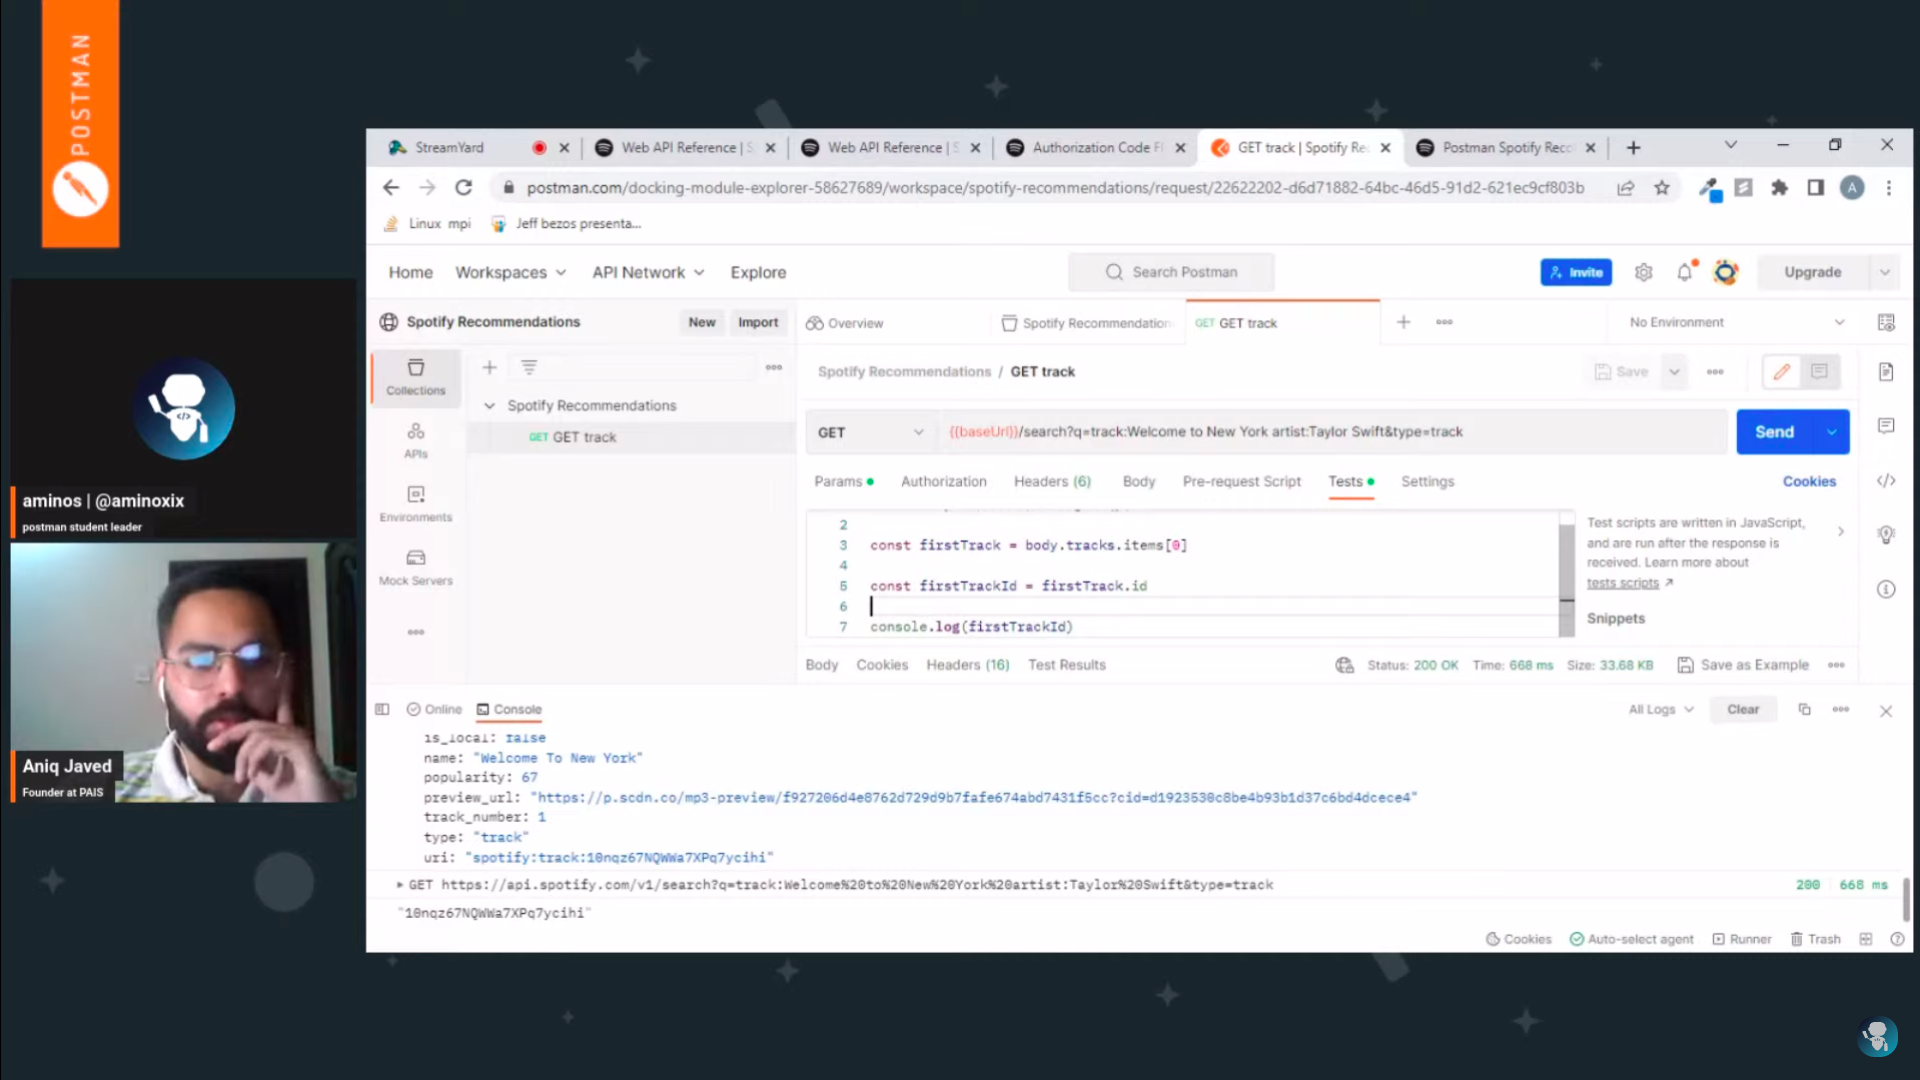 POSTMAN
StreamYard
Web API Reference | S
Web API Reference | S
Authorization Code Fl
GET track | Spotify Re
Postman Spotify Reco
postman.com/docking-module-explorer-58627689/workspace/spotify-recommendations/request/22622202-d6d71882-64bc-46d5-91d2-621ec9cf803b
A
Linux mpi
Jeff bezos presenta...
Home
Workspaces
API Network
Explore
Search Postman
Invite
Upgrade
Spotify Recommendations
New
Import
Overview
Spotify Recommendation
GET GET track
No Environment
Collections
APIs
Environments
Mock Servers
Spotify Recommendations
GET GET track
Spotify Recommendations / GET track
Save
GET
{{baseUrl}}/search?q=track:Welcome to New York artist:Taylor Swift&type=track
Send
Params
Authorization
Headers (6)
Body
Pre-request Script
Tests
Settings
Cookies
2
3 const firstTrack = body.tracks.items[0]
4
5 const firstTrackId = firstTrack.id
6
7 console.log(firstTrackId)
Test scripts are written in JavaScript,
and are run after the response is
received. Learn more about
tests scripts
Snippets
Body
Cookies
Headers (16)
Test Results
Status: 200 OK
Time: 668 ms
Size: 33.68 KB
Save as Example
Online
Console
All Logs
Clear
is_local: false
name: "Welcome To New York"
popularity: 67
preview_url: "https://p.scdn.co/mp3-preview/f927206d4e8762d729d9b7fafe674abd7431f5cc?cid=d1923530c8be4b93b1d37c6bd4dcece4"
track_number: 1
type: "track"
uri: "spotify:track:10nqz67NQWWa7XPq7ycihi"
GET https://api.spotify.com/v1/search?q=track:Welcome%20to%20New%20York%20artist:Taylor%20Swift&type=track
200
668 ms
"10nqz67NQWWa7XPq7ycihi"
Cookies
Auto-select agent
Runner
Trash
aminos | @aminoxix
postman student leader
Aniq Javed
Founder at PAIS